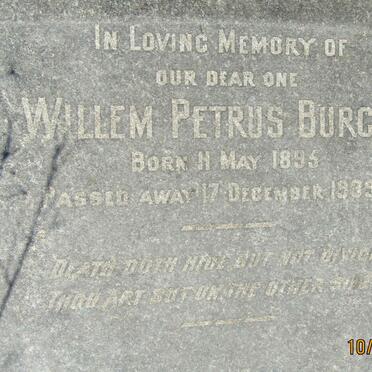 IN LOVING MEMORY OF
OUR DEAR ONE
WILLEM PETRUS BURG
BORN 11 MAY 1895
PASSED AWAY 17 DECEMBER 193
DEATH DOTH HIDE BUT NOT DIVIDE
THOU ART BUT ON THE OTHER SIDE
10/